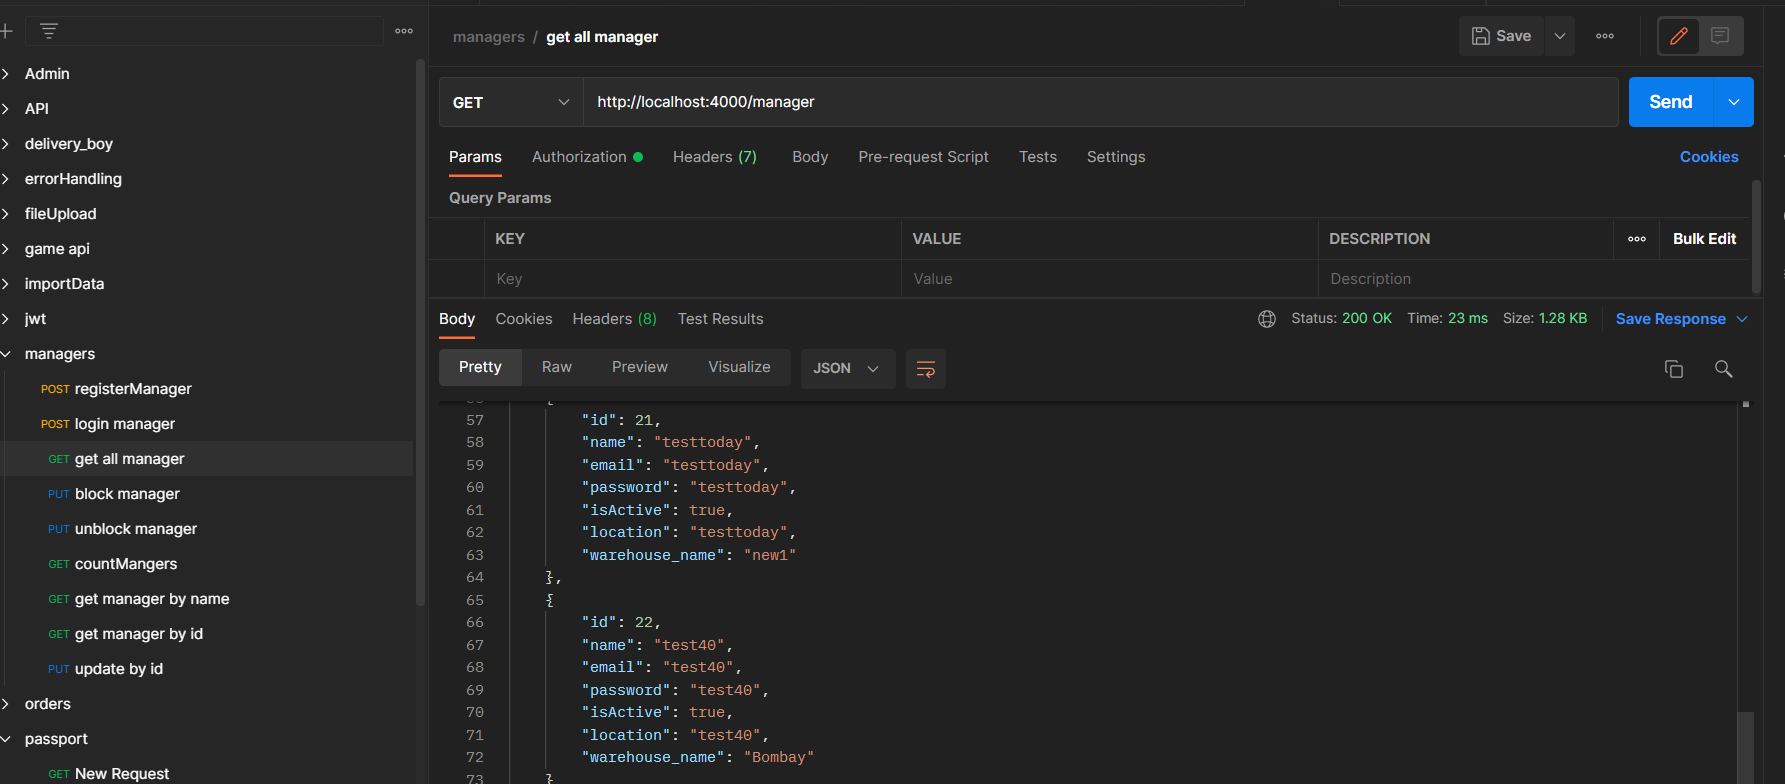 managers / get all manager
Save
Admin
API
delivery_boy
errorHandling
fileUpload
game api
importData
jwt
managers
POST registerManager
POST login manager
GET get all manager
PUT block manager
PUT unblock manager
GET countMangers
GET get manager by name
GET get manager by id
PUT update by id
orders
passport
GET New Request
GET http://localhost:4000/manager Send
Params Authorization Headers (7) Body Pre-request Script Tests Settings Cookies
Query Params
KEY VALUE DESCRIPTION Bulk Edit
Key Value Description
Body Cookies Headers (8) Test Results Status: 200 OK Time: 23 ms Size: 1.28 KB Save Response
Pretty Raw Preview Visualize JSON
57 "id": 21,
58 "name": "testtoday",
59 "email": "testtoday",
60 "password": "testtoday",
61 "isActive": true,
62 "location": "testtoday",
63 "warehouse_name": "new1"
64 },
65 {
66 "id": 22,
67 "name": "test40",
68 "email": "test40",
69 "password": "test40",
70 "isActive": true,
71 "location": "test40",
72 "warehouse_name": "Bombay"
73 }